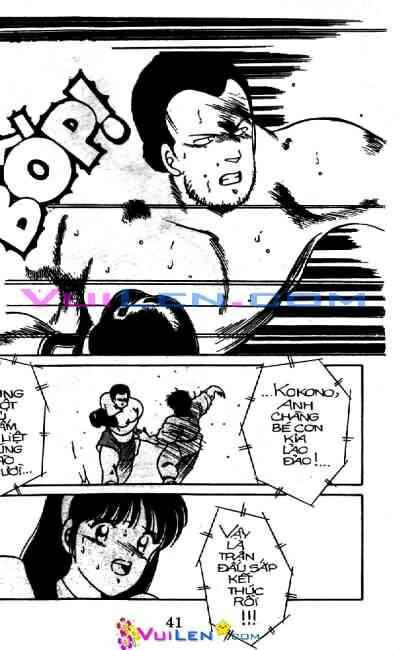 BỐP!
VUILEN.COM
...KOKONO,
ANH
CHÀNG
BÉ CON
KIA
LẢO
ĐẢO!...
LIỆT
VẬY
LÀ
TRẬN
ĐẤU SẮP
KẾT
THÚC
RỒI
!!!
41
VUILEN
.COM